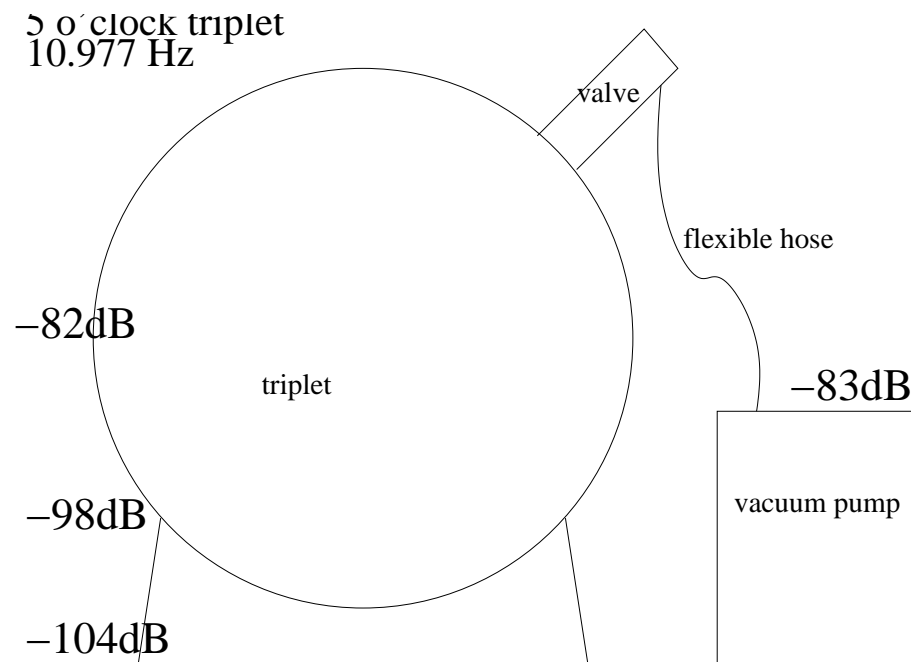 5 o'clock triplet
10.977 Hz
valve
flexible hose
−82dB
triplet
−83dB
−98dB
vacuum pump
−104dB